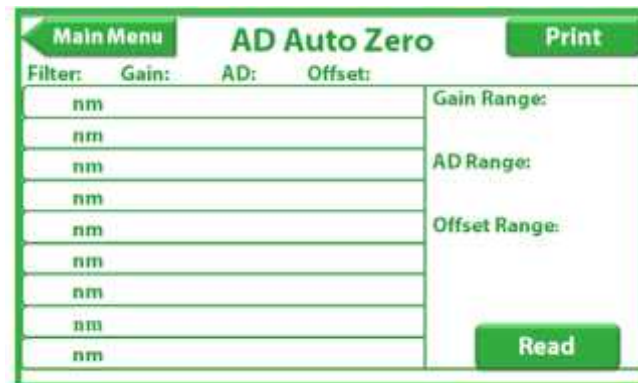 Main Menu
AD Auto Zero
Print
Filter: Gain: AD: Offset:
nm
nm
nm
nm
nm
nm
nm
nm
nm
Gain Range:
AD Range:
Offset Range:
Read